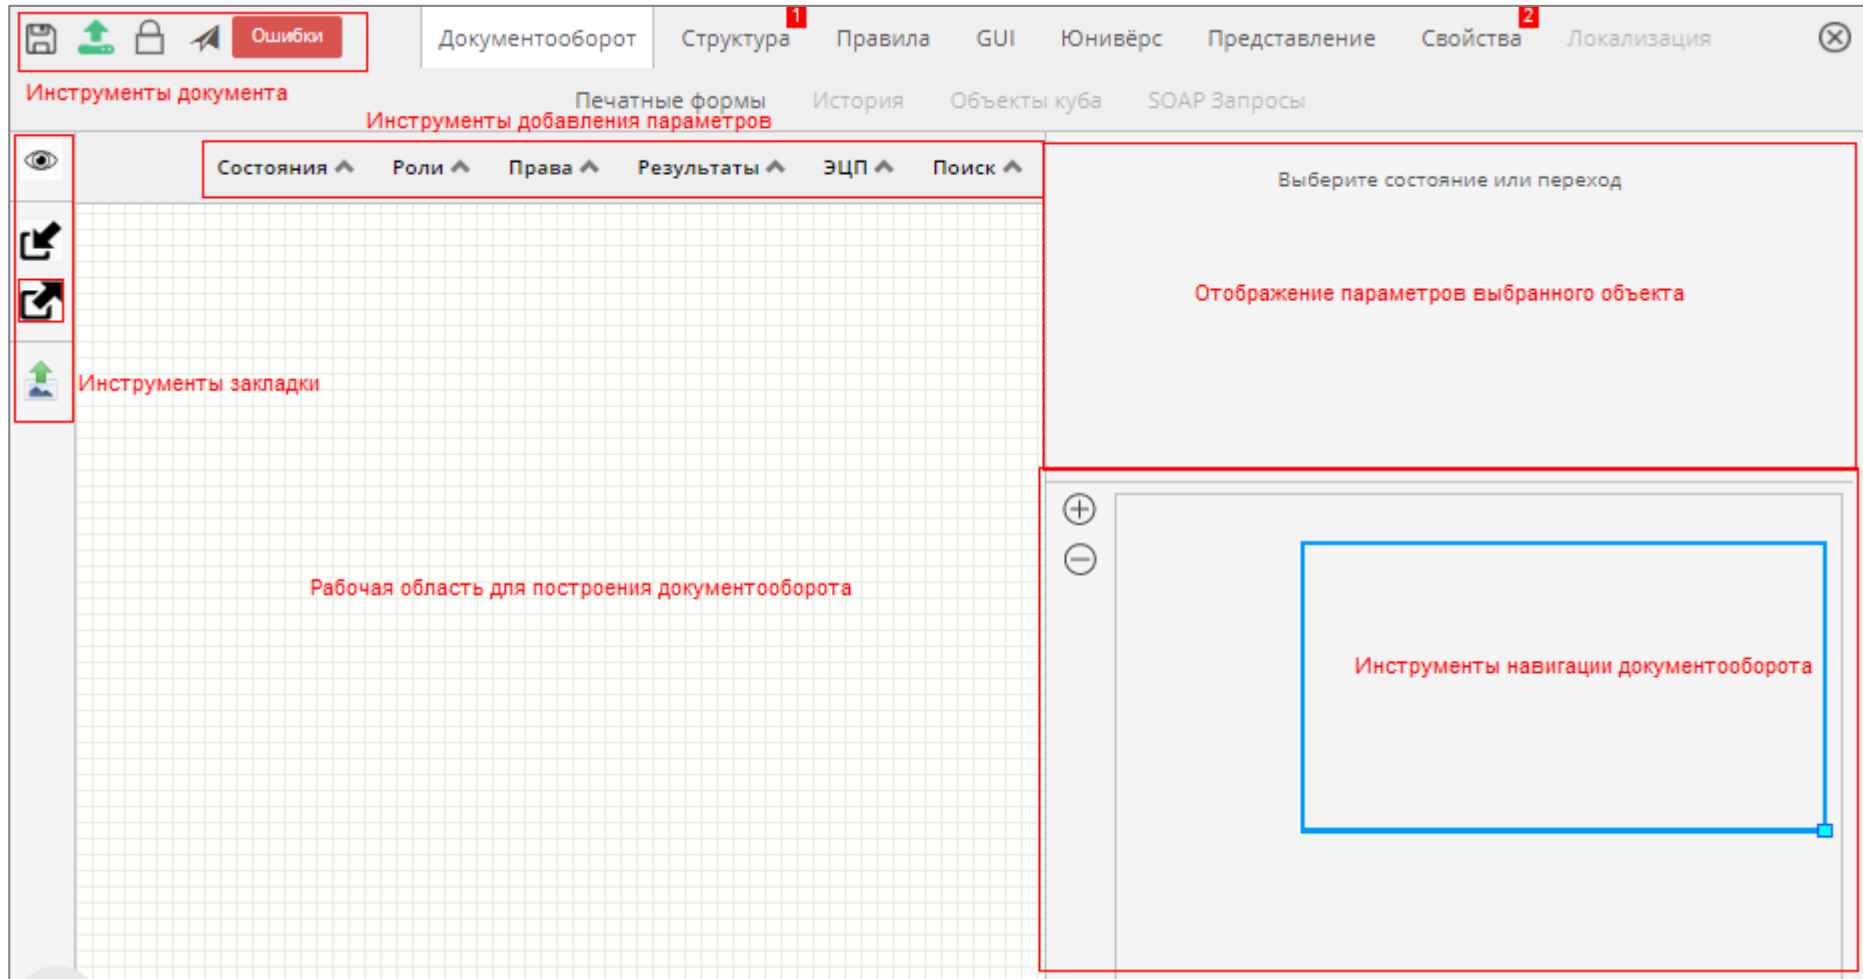 Ошибки
Документооборот
Структура
1
Правила
GUI
Юнивёрс
Представление
Свойства
2
Локализация
Инструменты документа
Печатные формы
История
Объекты куба
SOAP Запросы
Инструменты добавления параметров
Состояния
Роли
Права
Результаты
ЭЦП
Поиск
Выберите состояние или переход
Отображение параметров выбранного объекта
Инструменты закладки
Рабочая область для построения документооборота
Инструменты навигации документооборота